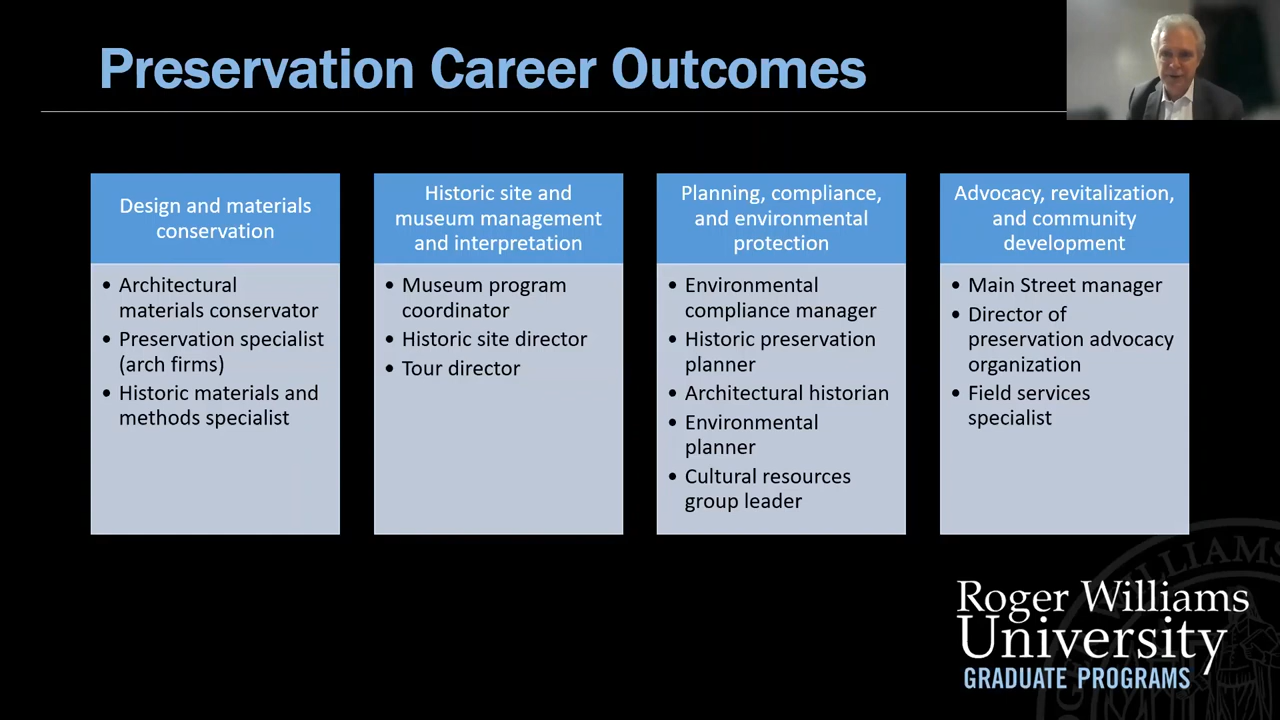 Preservation Career Outcomes
Design and materials
conservation
• Architectural
materials conservator
• Preservation specialist
(arch firms)
• Historic materials and
methods specialist
Historic site and
museum management
and interpretation
• Museum program
coordinator
• Historic site director
• Tour director
Planning, compliance,
and environmental
protection
• Environmental
compliance manager
• Historic preservation
planner
• Architectural historian
• Environmental
planner
• Cultural resources
group leader
Advocacy, revitalization,
and community
development
• Main Street manager
• Director of
preservation advocacy
organization
• Field services
specialist
WILLIAMS
Roger Williams
University
GRADUATE PROGRAMS